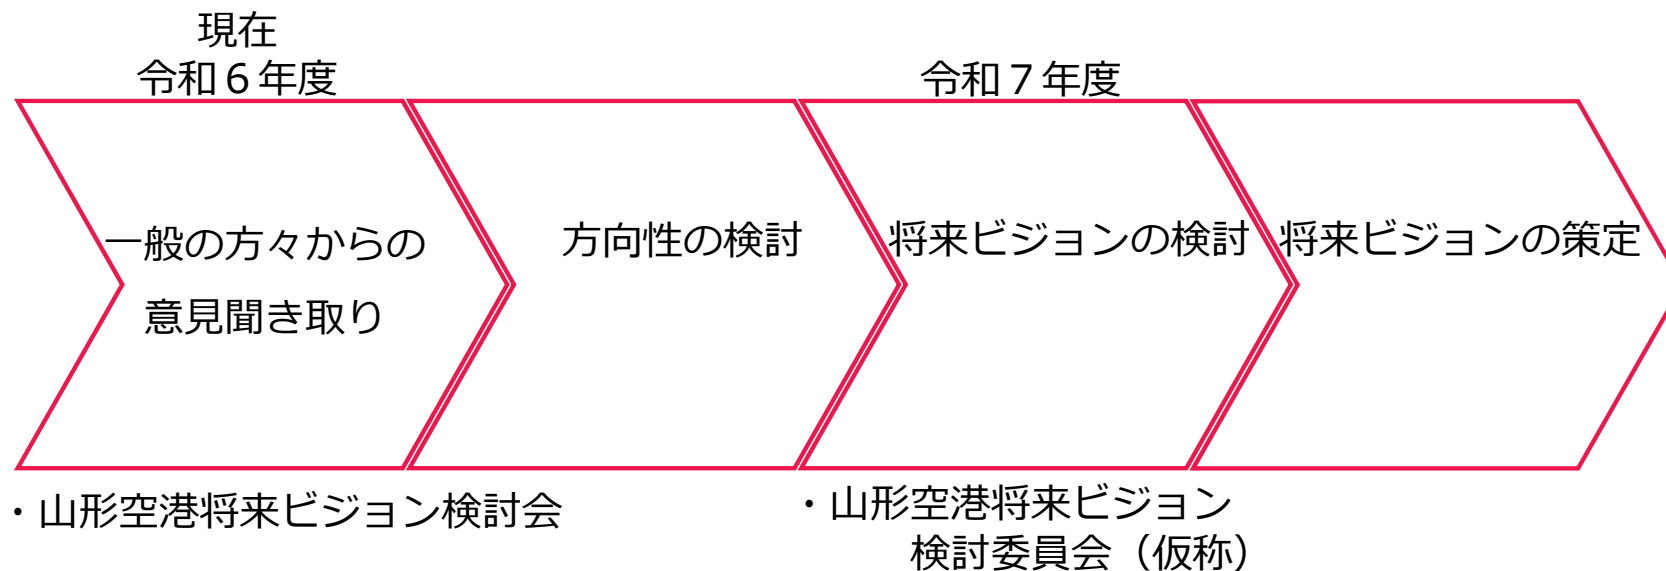 現在
令和６年度
令和７年度
一般の方々からの
意見聞き取り
方向性の検討
将来ビジョンの検討
将来ビジョンの策定
・山形空港将来ビジョン検討会
・山形空港将来ビジョン
検討委員会（仮称）